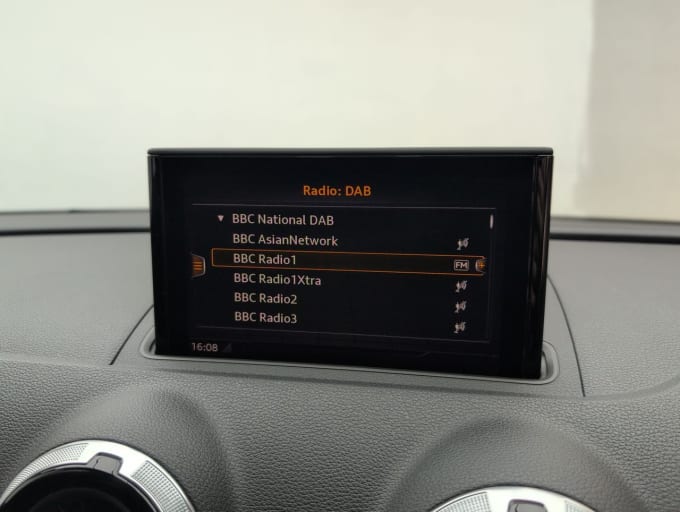 Radio: DAB
BBC National DAB
BBC AsianNetwork
BBC Radio1
FM
BBC Radio1Xtra
BBC Radio2
BBC Radio3
16:08